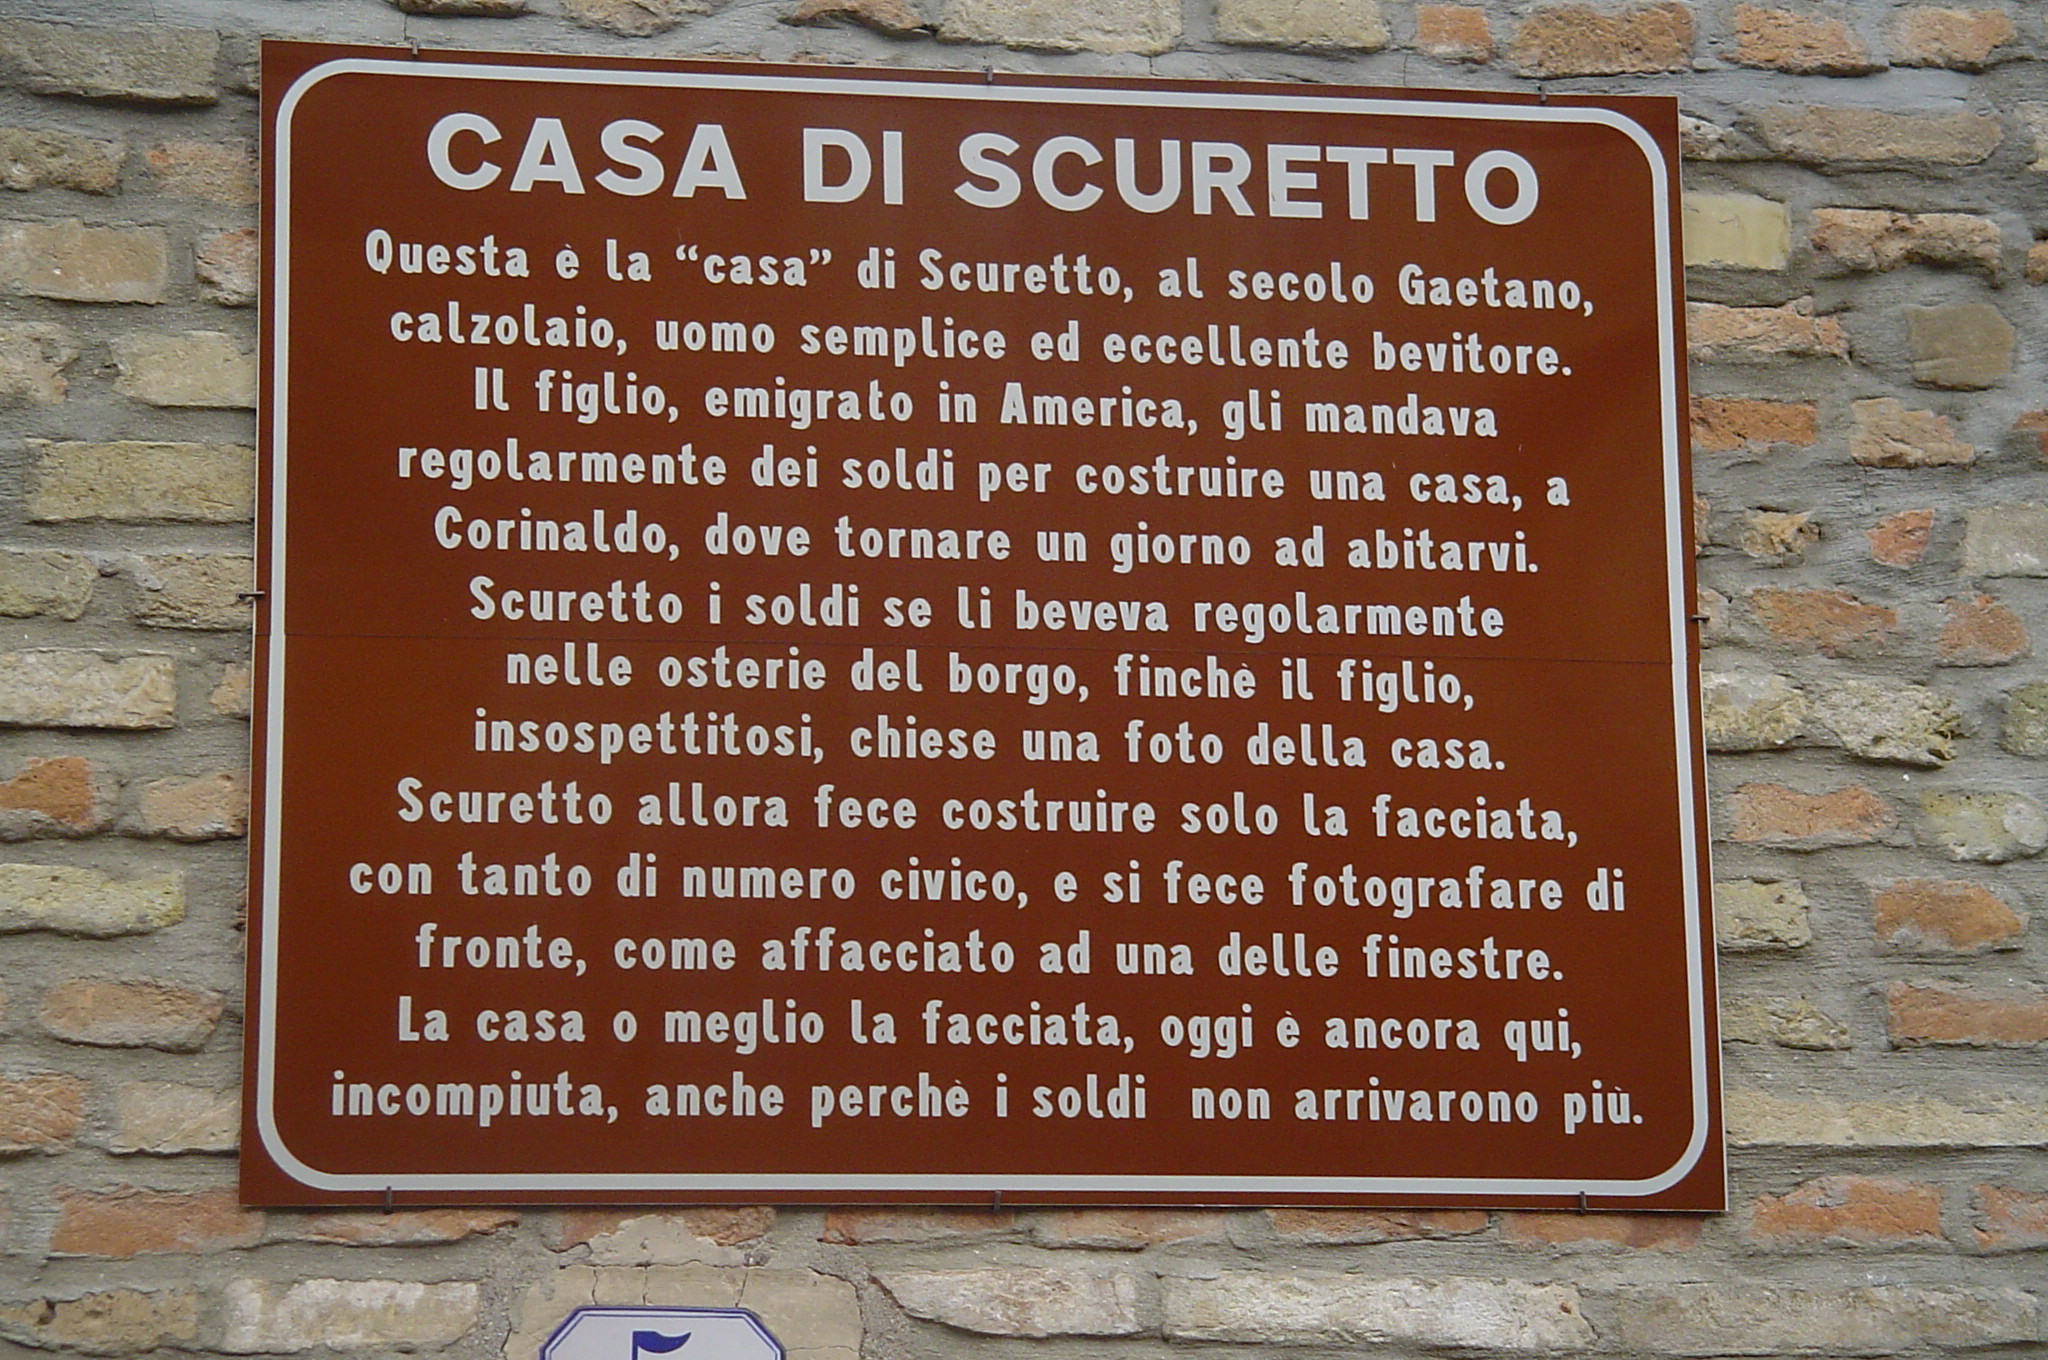 CASA DI SCURETTO
Questa è la “casa” di Scuretto, al secolo Gaetano,
calzolaio, uomo semplice ed eccellente bevitore.
Il figlio, emigrato in America, gli mandava
regolarmente dei soldi per costruire una casa, a
Corinaldo, dove tornare un giorno ad abitarvi.
Scuretto i soldi se li beveva regolarmente
nelle osterie del borgo, finchè il figlio,
insospettitosi, chiese una foto della casa.
Scuretto allora fece costruire solo la facciata,
con tanto di numero civico, e si fece fotografare di
fronte, come affacciato ad una delle finestre.
La casa o meglio la facciata, oggi è ancora qui,
incompiuta, anche perchè i soldi non arrivarono più.